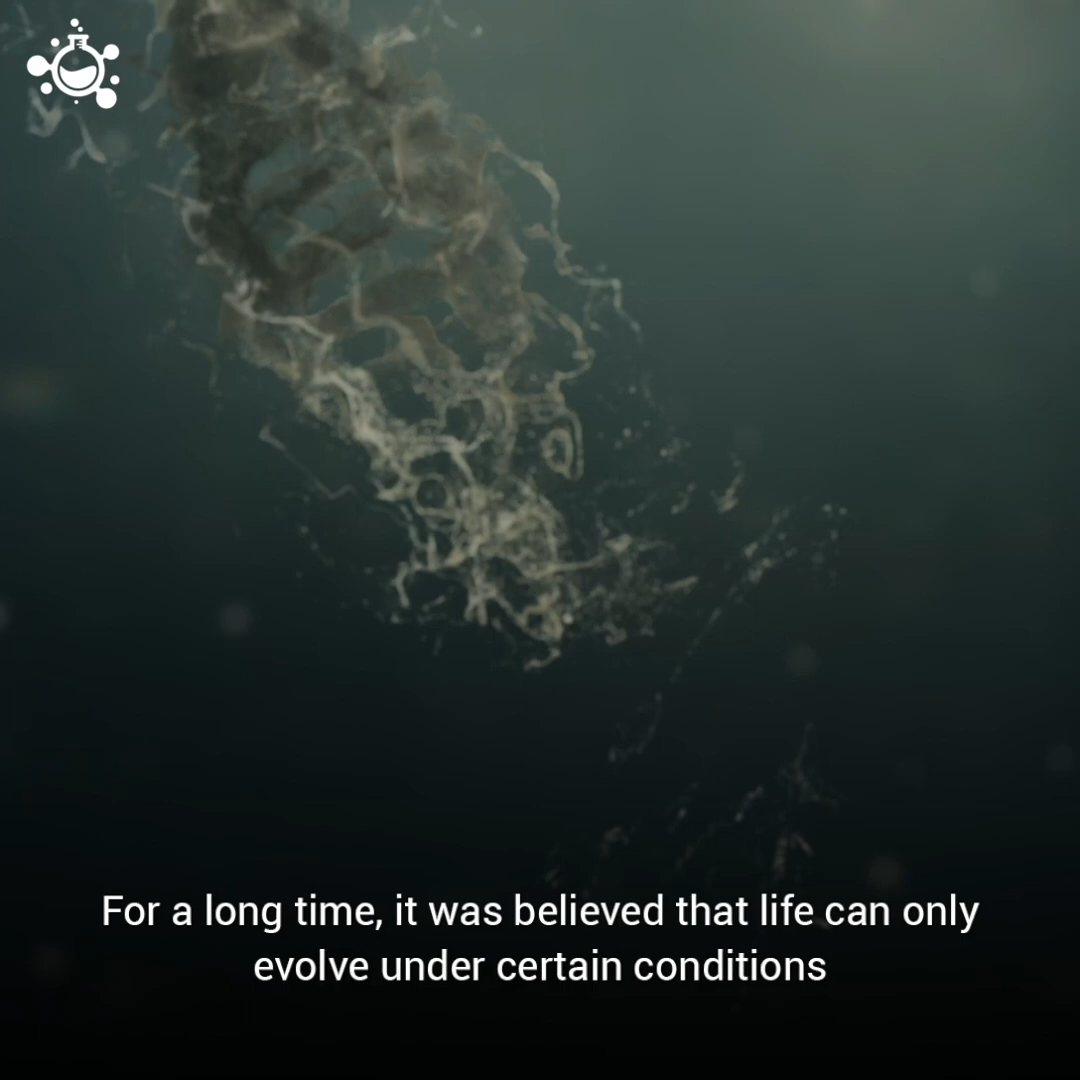 For a long time, it was believed that life can only
evolve under certain conditions